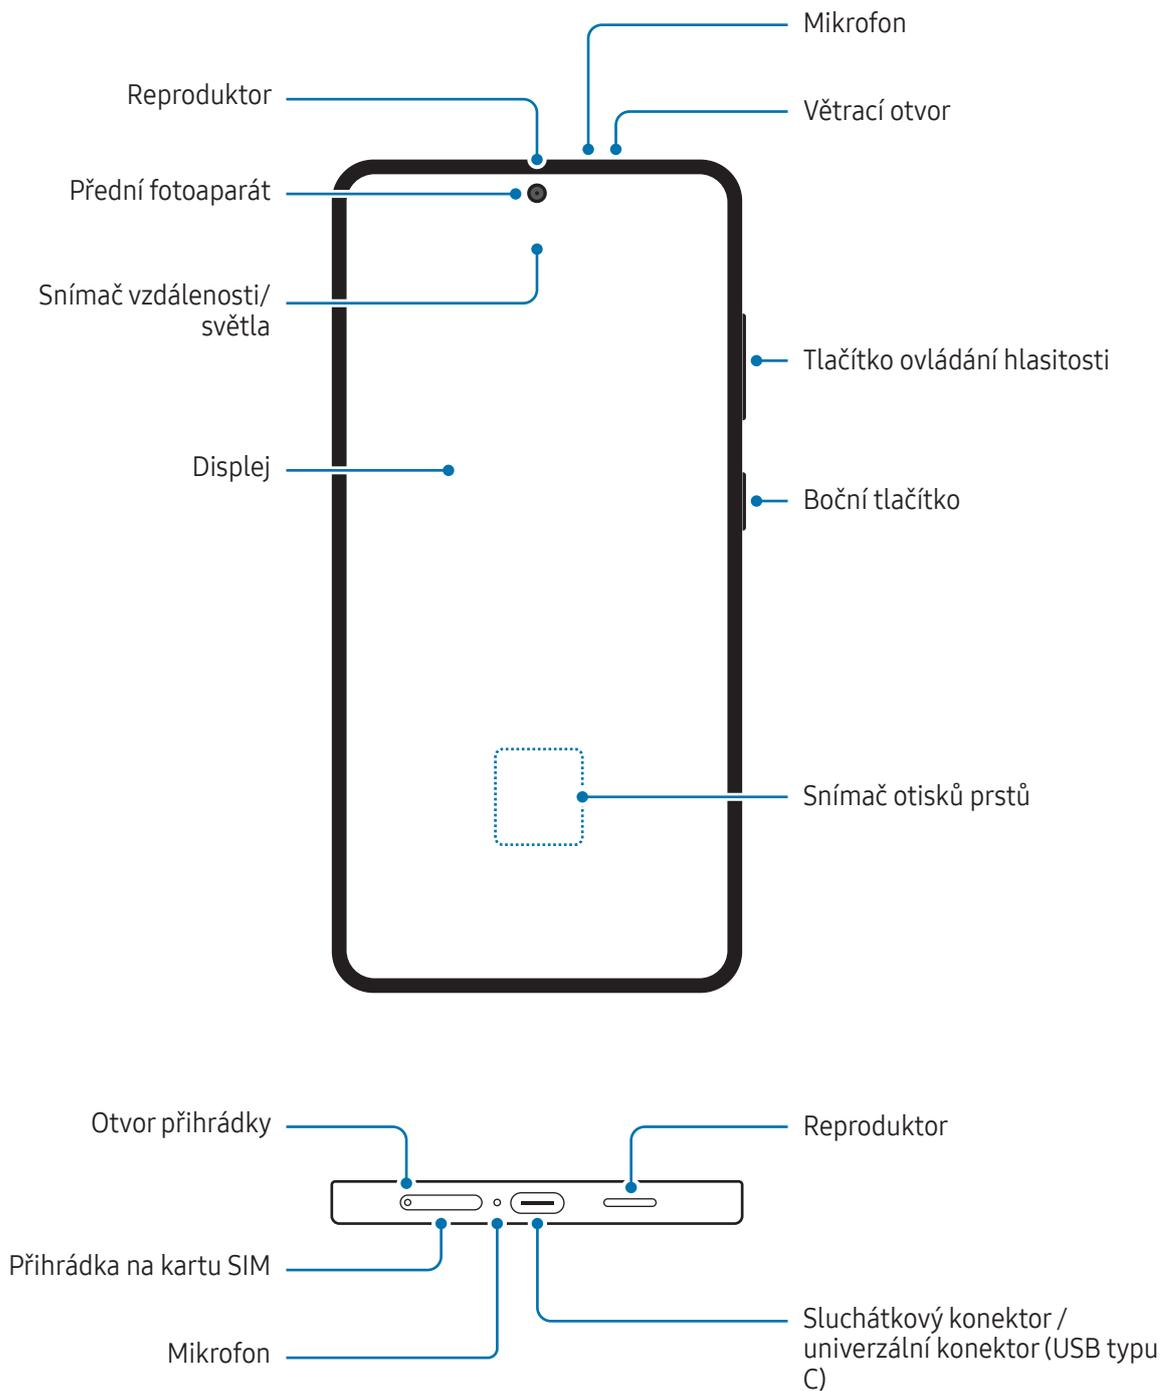 Mikrofon
Reproduktor
Větrací otvor
Přední fotoaparát
Snímač vzdálenosti/
světla
Tlačítko ovládání hlasitosti
Displej
Boční tlačítko
Snímač otisků prstů
Otvor přihrádky
Reproduktor
Přihrádka na kartu SIM
Sluchátkový konektor /
univerzální konektor (USB typu
C)
Mikrofon